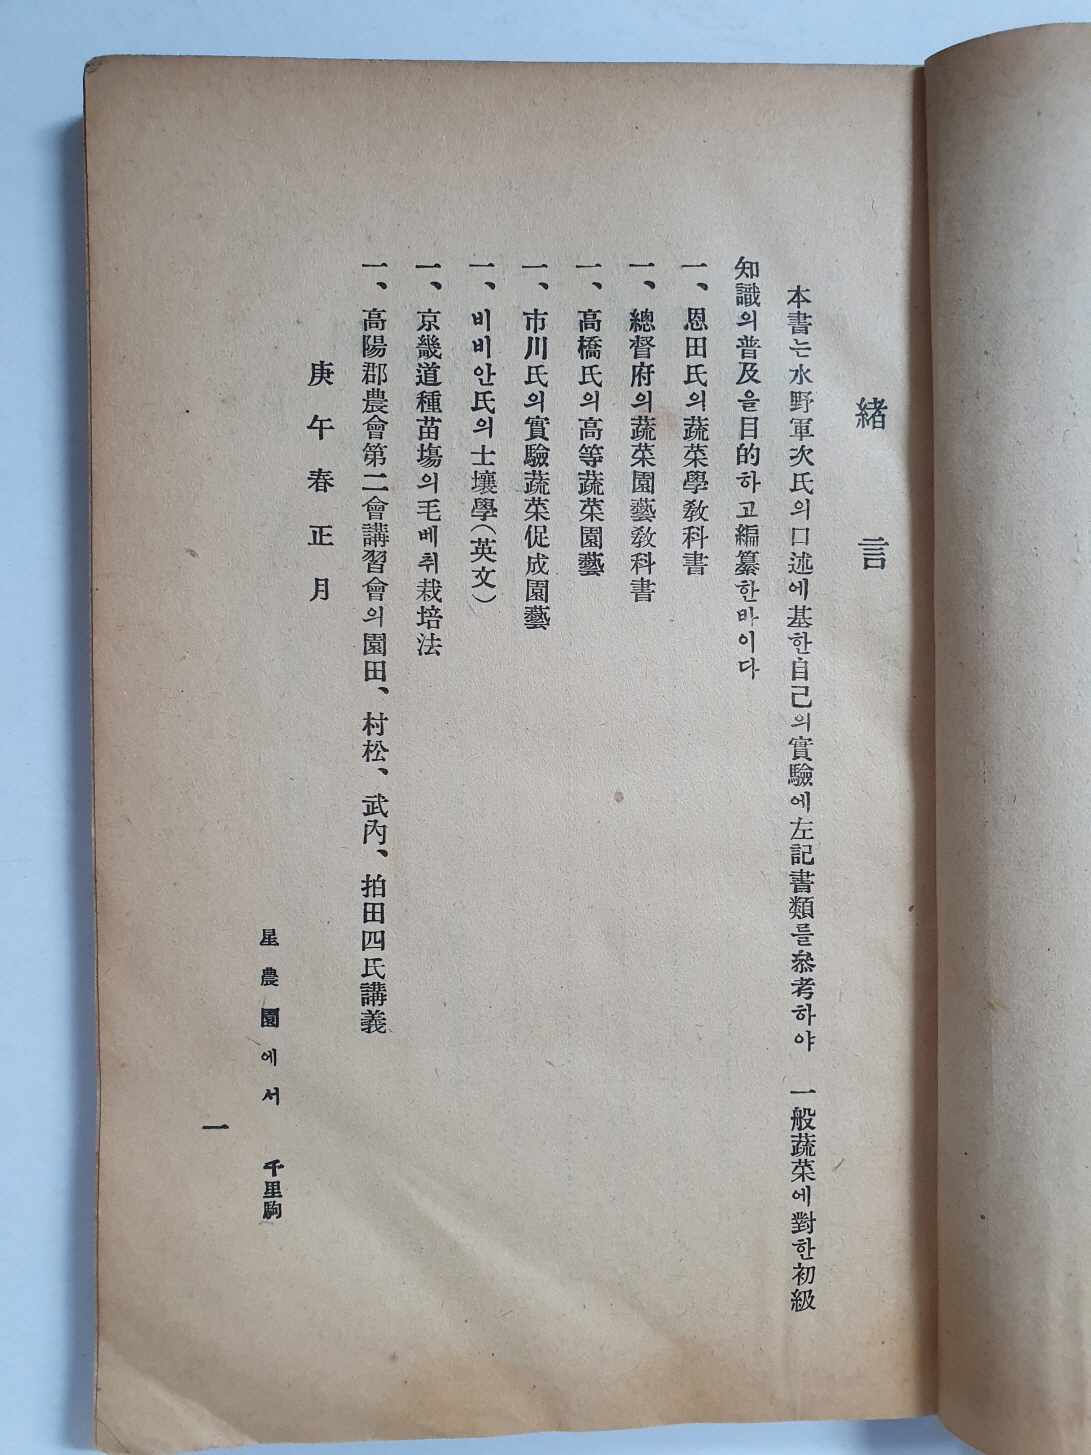 緖言
本書는水野軍次氏의口述에基한自己의實驗에左記書類를參考하야 一般蔬菜에對한初級
知識의普及을目的하고編纂한바이다
一、恩田氏의蔬菜學敎科書
一、總督府의蔬菜園藝敎科書
一、高橋氏의高等蔬菜園藝
一、市川氏의實驗蔬菜促成園藝
一、비비안氏의土壤學(英文)
一、京畿道種苗塲의毛베취栽培法
一、高陽郡農會第二會講習會의園田、村松、武內、拍田四氏講義
庚午春正月
星農園에서 千里駒
一